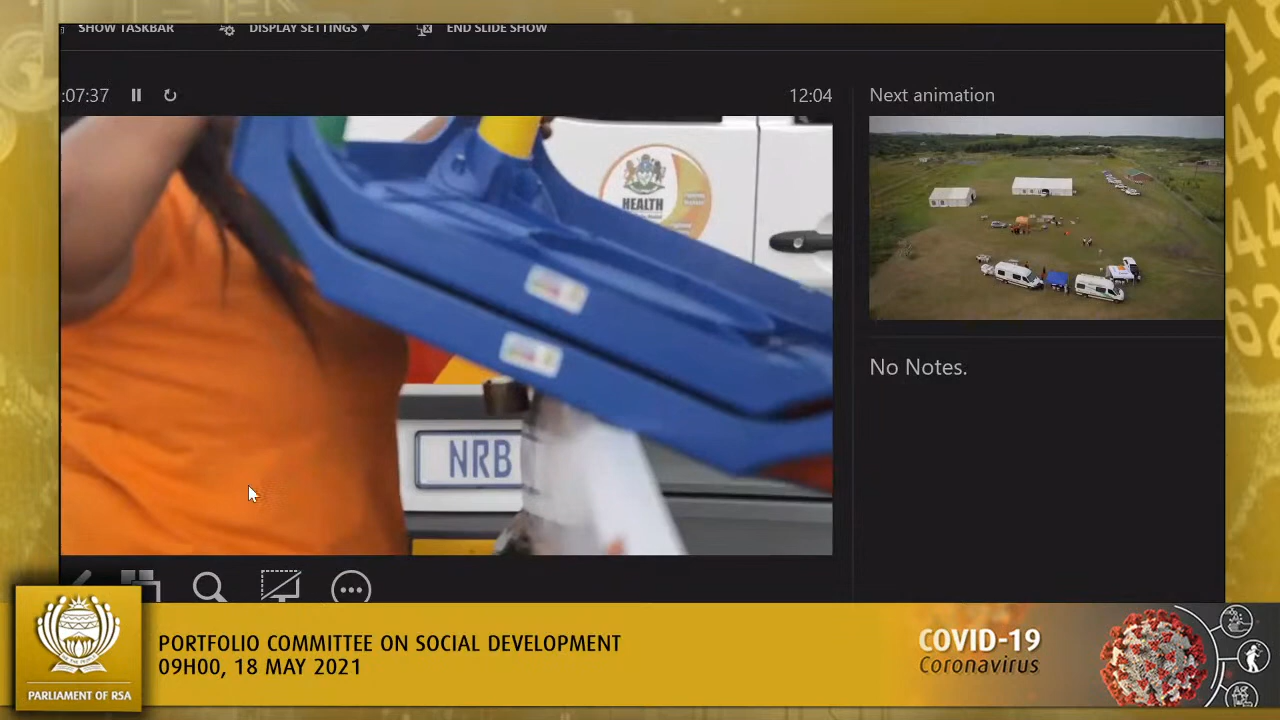 SHOW TASKBAR
DISPLAY SETTINGS ▼
END SLIDE SHOW
:07:37
12:04
Next animation
HEALTH
NRB
No Notes.
PORTFOLIO COMMITTEE ON SOCIAL DEVELOPMENT
09H00, 18 MAY 2021
COVID-19
Coronavirus
PARLIAMENT OF RSA